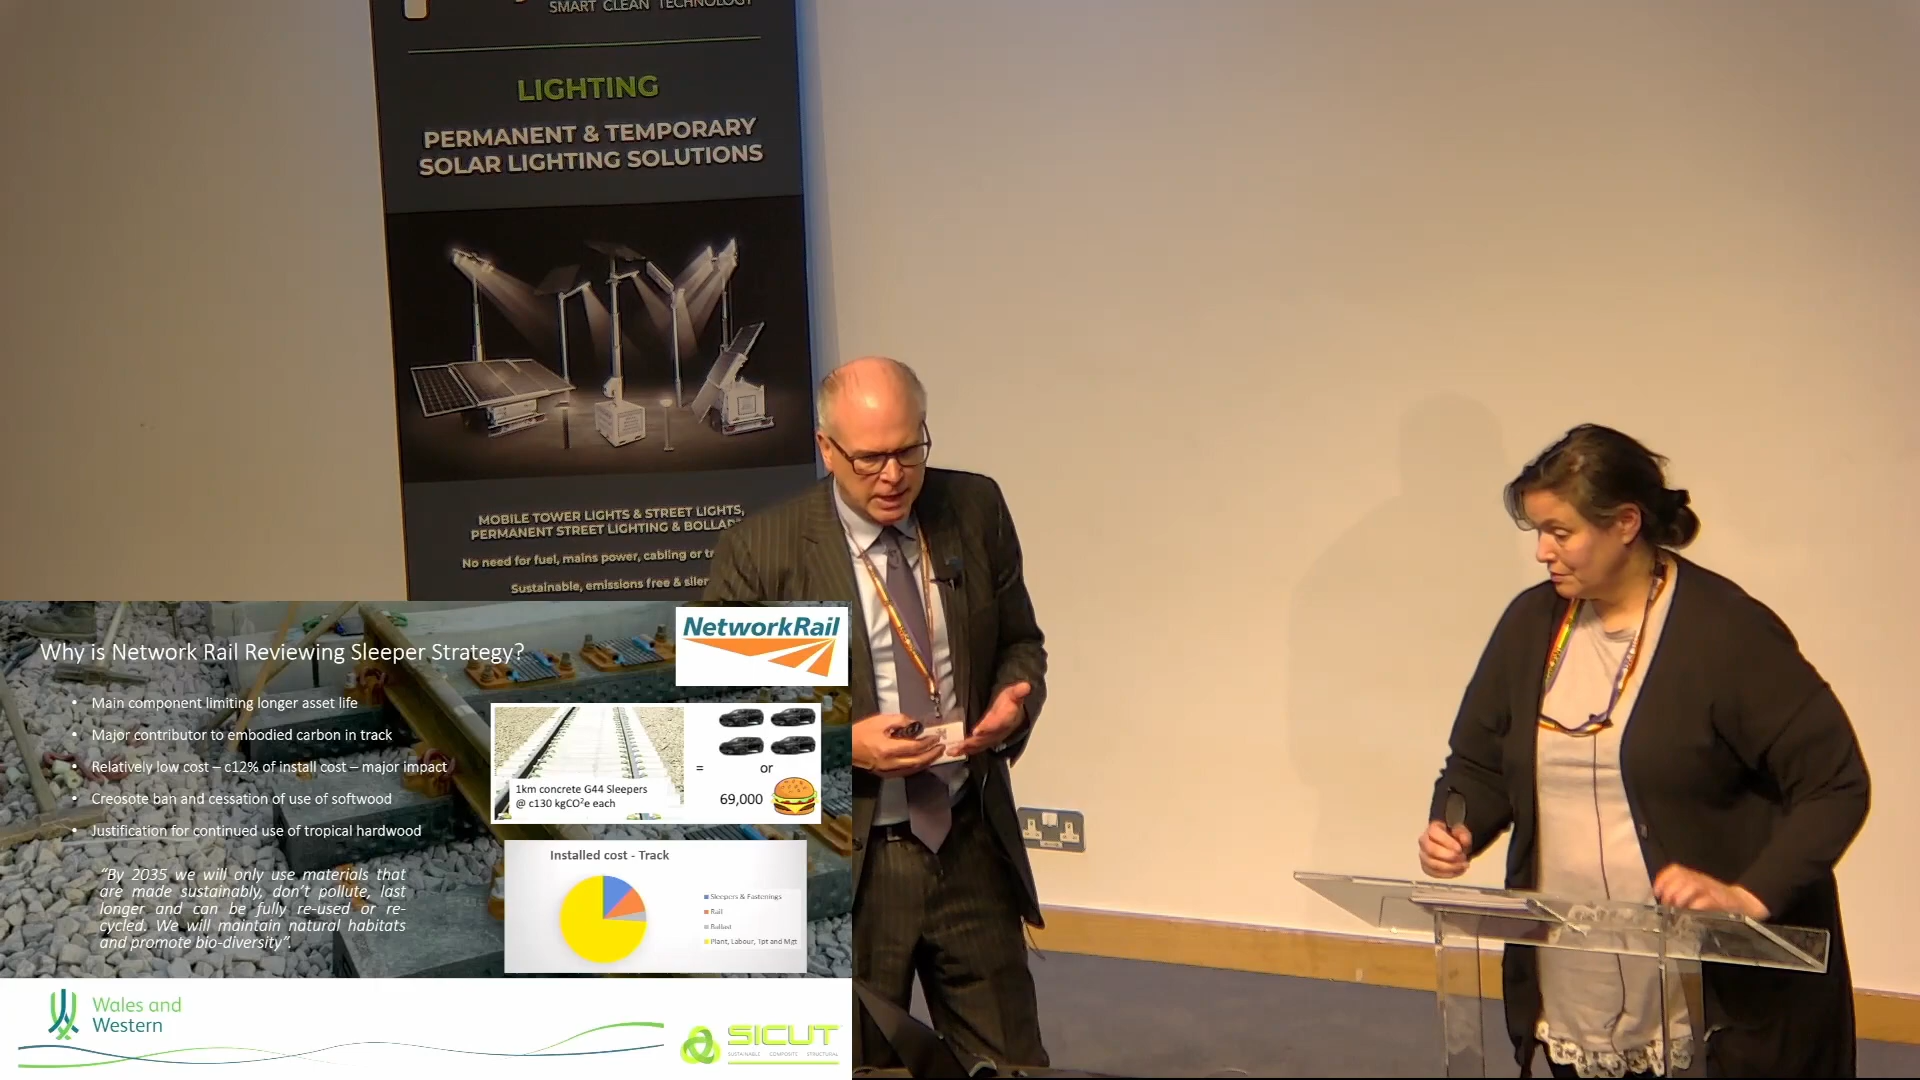 SMART CLEAN TECHNOLOGY
LIGHTING
PERMANENT & TEMPORARY
SOLAR LIGHTING SOLUTIONS
MOBILE TOWER LIGHTS & STREET LIGHTS,
PERMANENT STREET LIGHTING &
No need for fuel, mains power, cabling or
Sustainable, emissions free &
Why is Network Rail Reviewing Sleeper Strategy?
NetworkRail
• Main component limiting longer asset life
• Major contributor to embodied carbon in track
• Relatively low cost – c12% of install cost – major impact
• Creosote ban and cessation of use of softwood
• Justification for continued use of tropical hardwood
“By 2035 we will only use materials that
are made sustainably, don’t pollute, last
longer and can be fully re-used or re-
cycled. We will maintain natural habitats
and promote bio-diversity”.
1km concrete G44 Sleepers
@ c130 kgCO²e each
= or
69,000
Installed cost - Track
Sleepers & Fastenings
Rail
Ballast
Plant, Labour, Tpt and Mgt
Wales and
Western
SICUT
SUSTAINABLE COMPOSITE STRUCTURAL